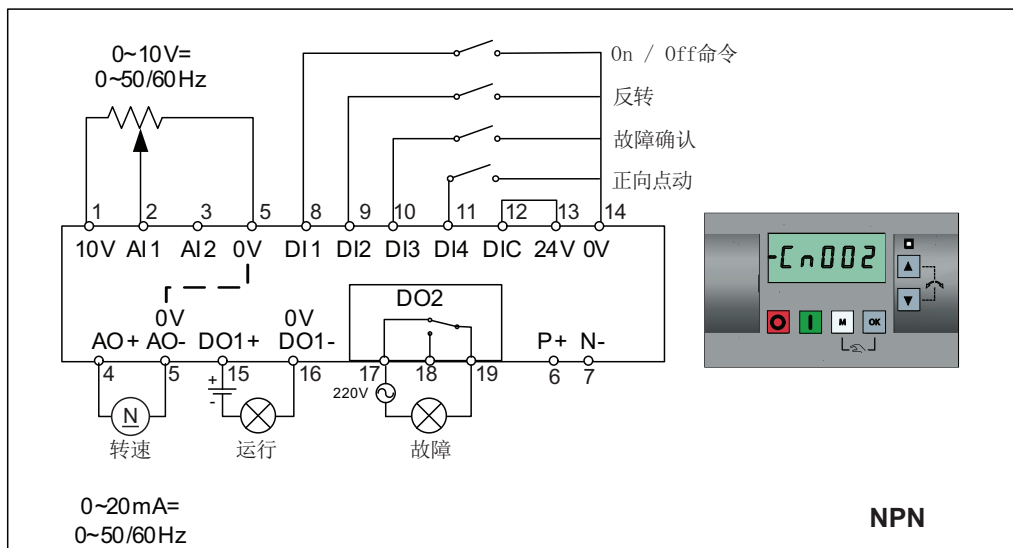 0~10V=
0~50/60Hz
On / Off命令
反转
故障确认
正向点动
1 2 3 5 8 9 10 11 12 13 14
10V AI1 AI2 0V DI1 DI2 DI3 DI4 DIC 24V 0V
-Cn002
M OK
DO2
0V 0V
AO+ AO- DO1+ DO1- P+ N-
4 5 15 16 17 18 19 6 7
+
-
220V
N
转速 运行 故障
0~20mA=
0~50/60Hz
NPN